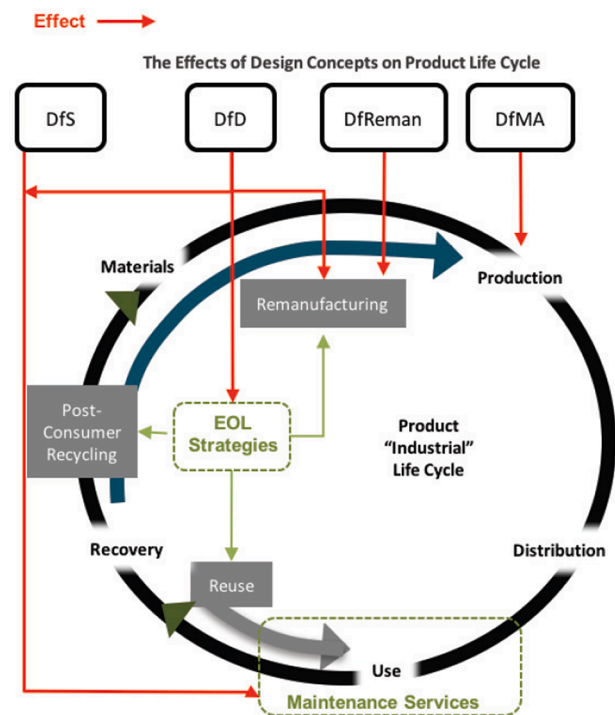 Effect
The Effects of Design Concepts on Product Life Cycle
DfS
DfD
DfReman
DfMA
Materials
Production
Remanufacturing
Post-
Consumer
Recycling
EOL
Strategies
Product
“Industrial”
Life Cycle
Recovery
Distribution
Reuse
Use
Maintenance Services